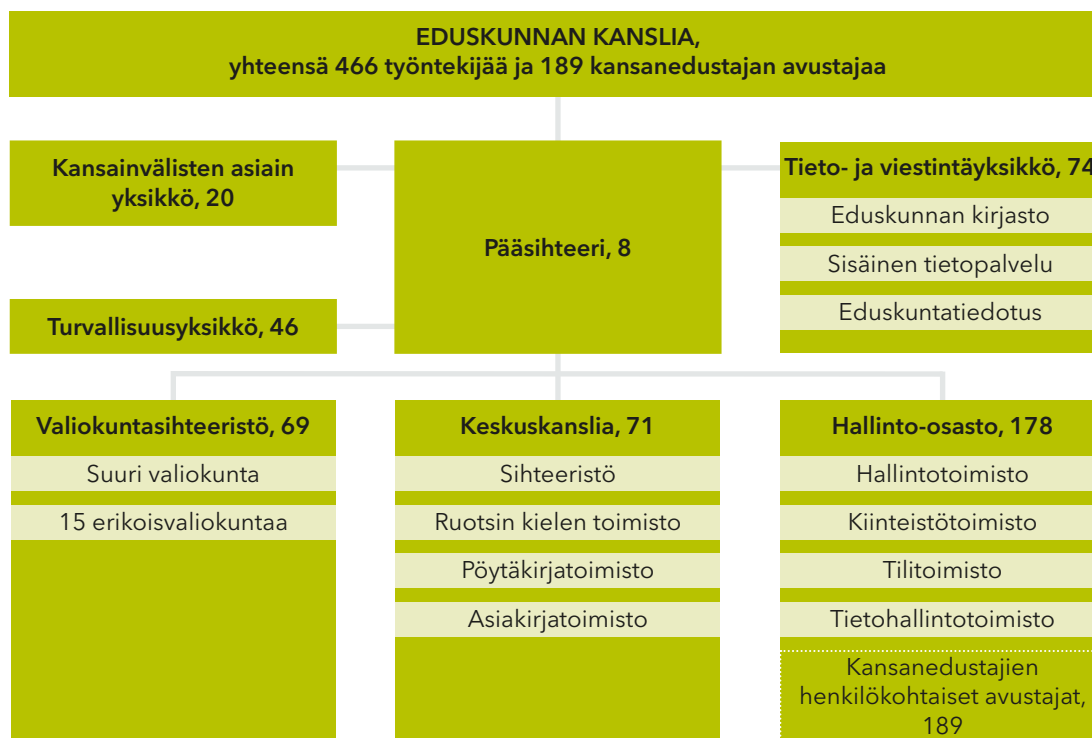 EDUSKUNNAN KANSLIA,
yhteensä 466 työntekijää ja 189 kansanedustajan avustajaa
Kansainvälisten asiain
yksikkö, 20
Turvallisuusyksikkö, 46
Pääsihteeri, 8
Tieto- ja viestintäyksikkö, 74
Eduskunnan kirjasto
Sisäinen tietopalvelu
Eduskuntatiedotus
Valiokuntasihteeristö, 69
Suuri valiokunta
15 erikoisvaliokuntaa
Keskuskanslia, 71
Sihteeristö
Ruotsin kielen toimisto
Pöytäkirjatoimisto
Asiakirjatoimisto
Hallinto-osasto, 178
Hallintotoimisto
Kiinteistötoimisto
Tilitoimisto
Tietohallintotoimisto
Kansanedustajien
henkilökohtaiset avustajat,
189